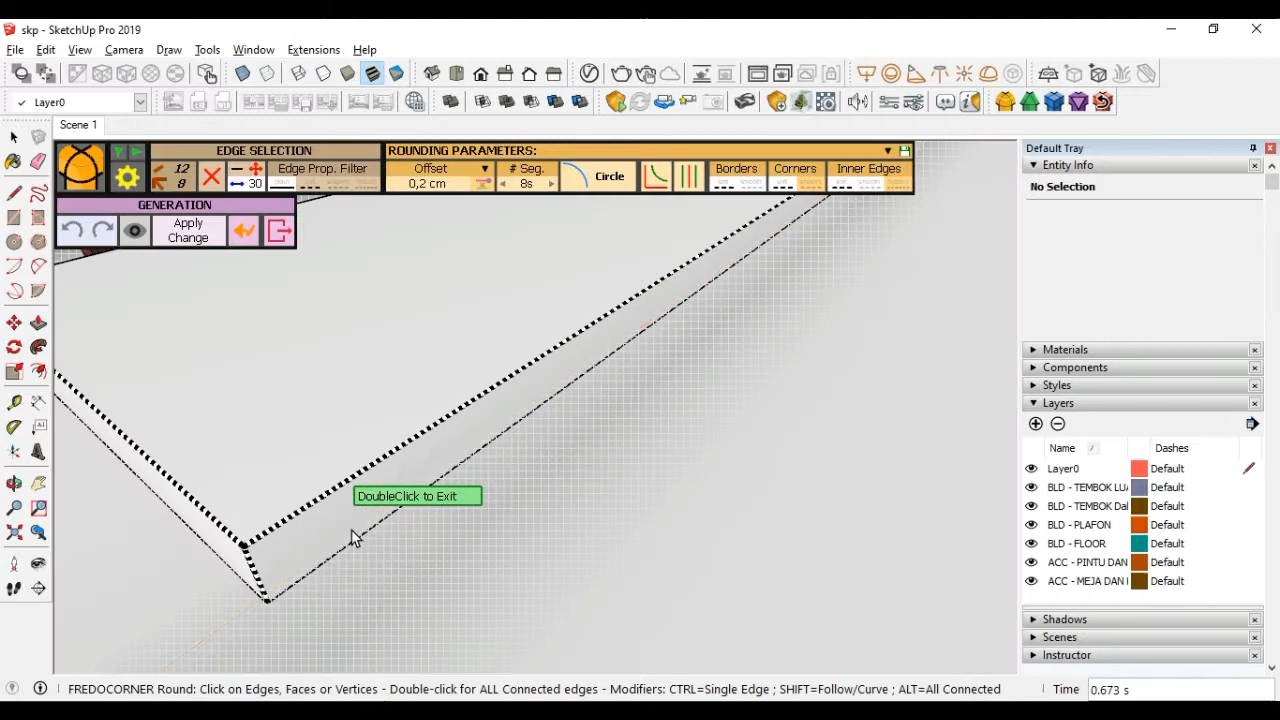 skp - SketchUp Pro 2019
File Edit View Camera Draw Tools Window Extensions Help
Layer0
Scene 1
EDGE SELECTION
12
30
Edge Prop. Filter
ROUNDING PARAMETERS:
Offset
0,2 cm
# Seg.
8s
Circle
Borders
Corners
Inner Edges
GENERATION
Apply
Change
DoubleClick to Exit
Default Tray
Entity Info
No Selection
Materials
Components
Styles
Layers
Name Dashes
Layer0 Default
BLD - TEMBOK LUA Default
BLD - TEMBOK DAL Default
BLD - PLAFON Default
BLD - FLOOR Default
ACC - PINTU DAN Default
ACC - MEJA DAN Default
Shadows
Scenes
Instructor
FREDOCORNER Round: Click on Edges, Faces or Vertices - Double-click for ALL Connected edges - Modifiers: CTRL=Single Edge ; SHIFT=Follow/Curve ; ALT=All Connected
Time 0.673 s